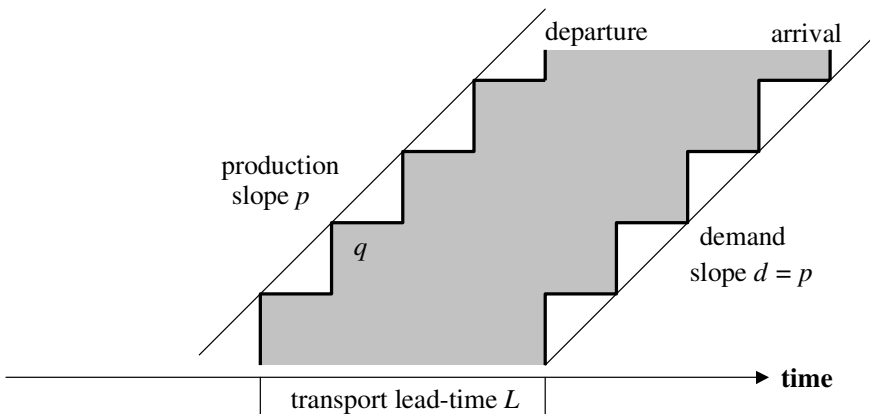 departure
arrival
production
slope p
q
demand
slope d = p
time
transport lead-time L